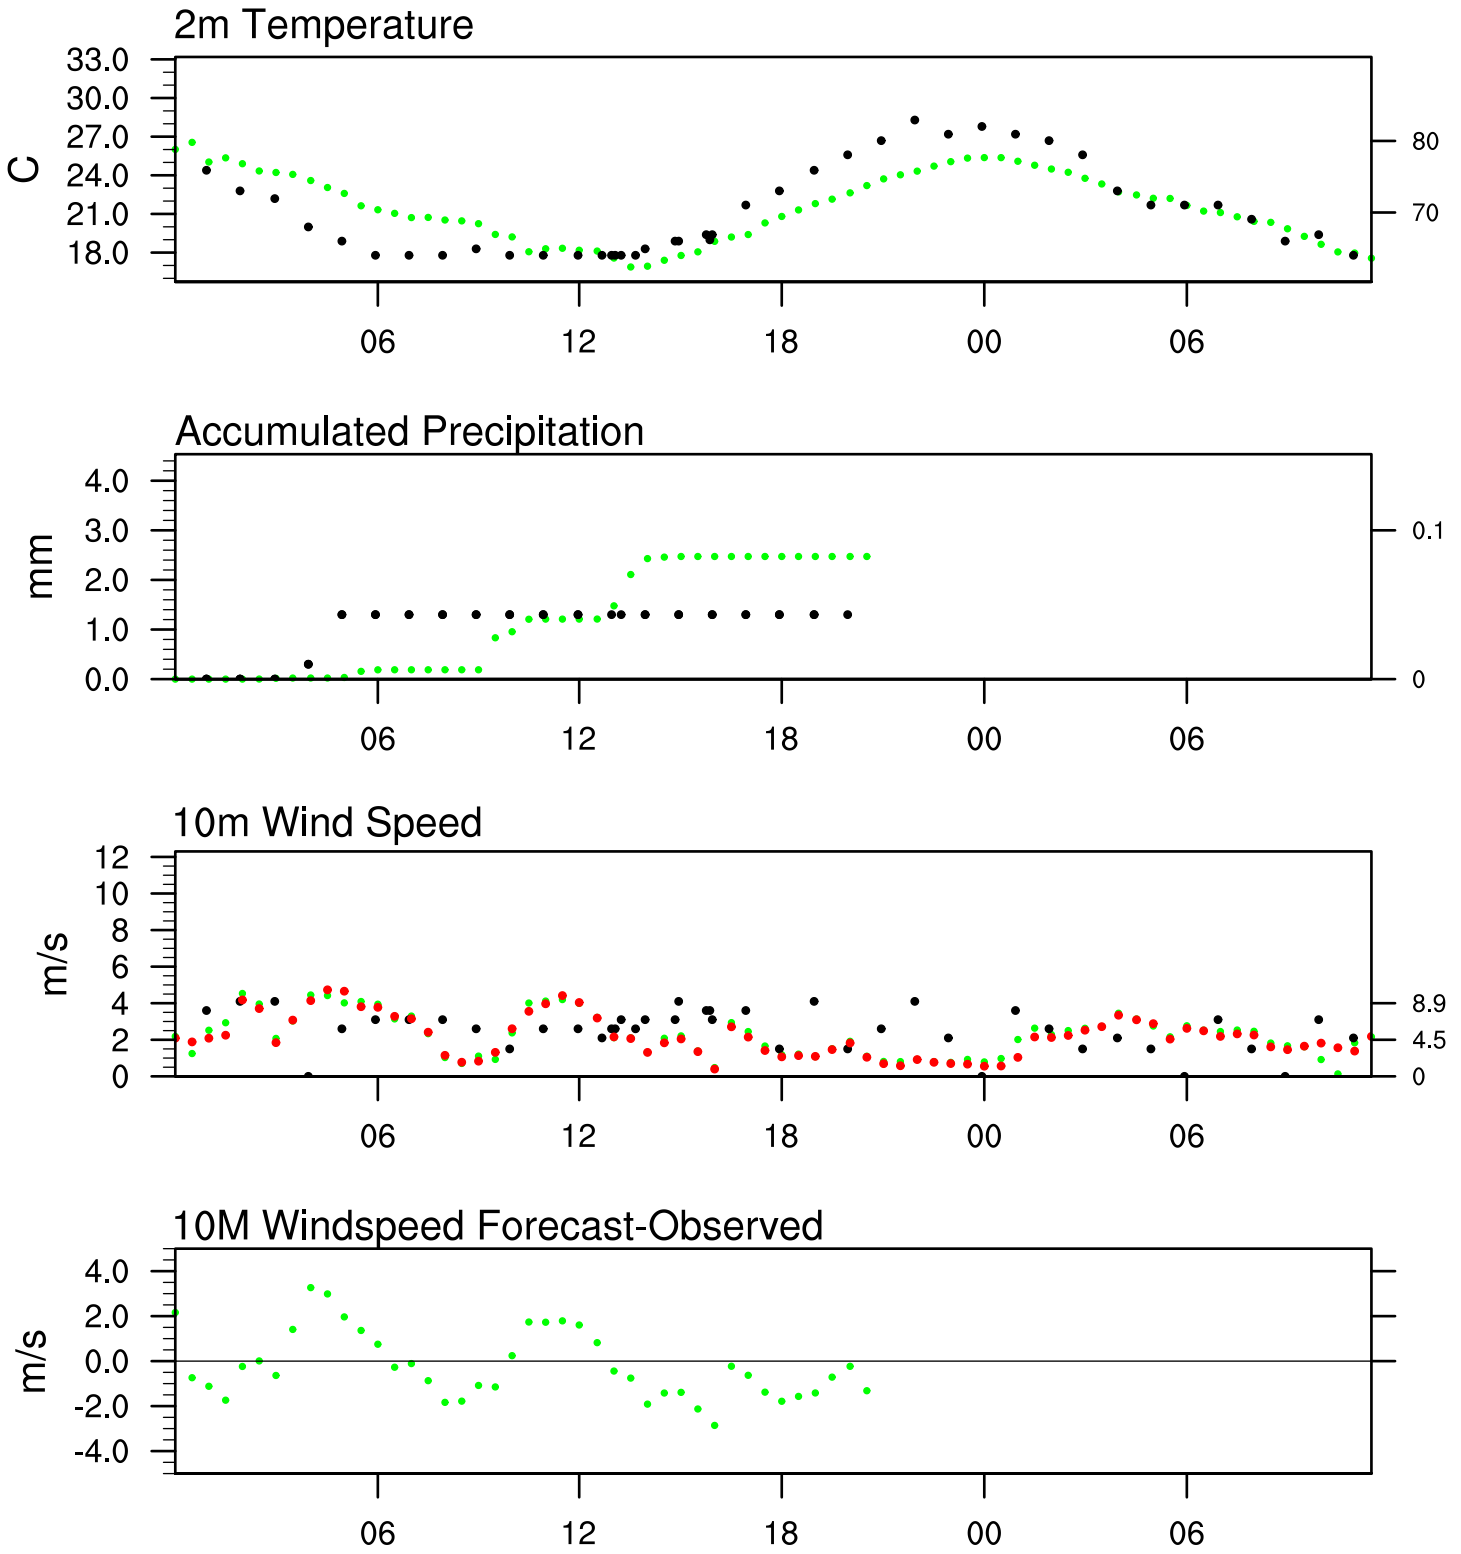 2m Temperature
33.0
30.0
27.0
24.0
21.0
18.0
C
80
70
06 12 18 00 06
Accumulated Precipitation
4.0
3.0
2.0
1.0
0.0
mm
0.1
0
06 12 18 00 06
10m Wind Speed
12
10
8
6
4
2
0
m/s
8.9
4.5
0
06 12 18 00 06
10M Windspeed Forecast-Observed
4.0
2.0
0.0
-2.0
-4.0
m/s
06 12 18 00 06